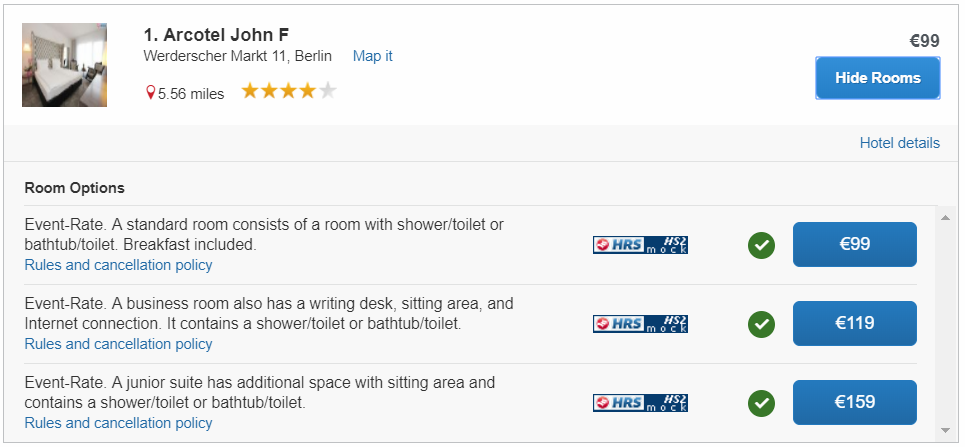 1. Arcotel John F
Werderscher Markt 11, Berlin Map it
5.56 miles
€99
Hide Rooms
Hotel details
Room Options
Event-Rate. A standard room consists of a room with shower/toilet or
bathtub/toilet. Breakfast included.
Rules and cancellation policy
HRS HS2
mock
€99
Event-Rate. A business room also has a writing desk, sitting area, and
Internet connection. It contains a shower/toilet or bathtub/toilet.
Rules and cancellation policy
HRS HS2
mock
€119
Event-Rate. A junior suite has additional space with sitting area and
contains a shower/toilet or bathtub/toilet.
Rules and cancellation policy
HRS HS2
mock
€159